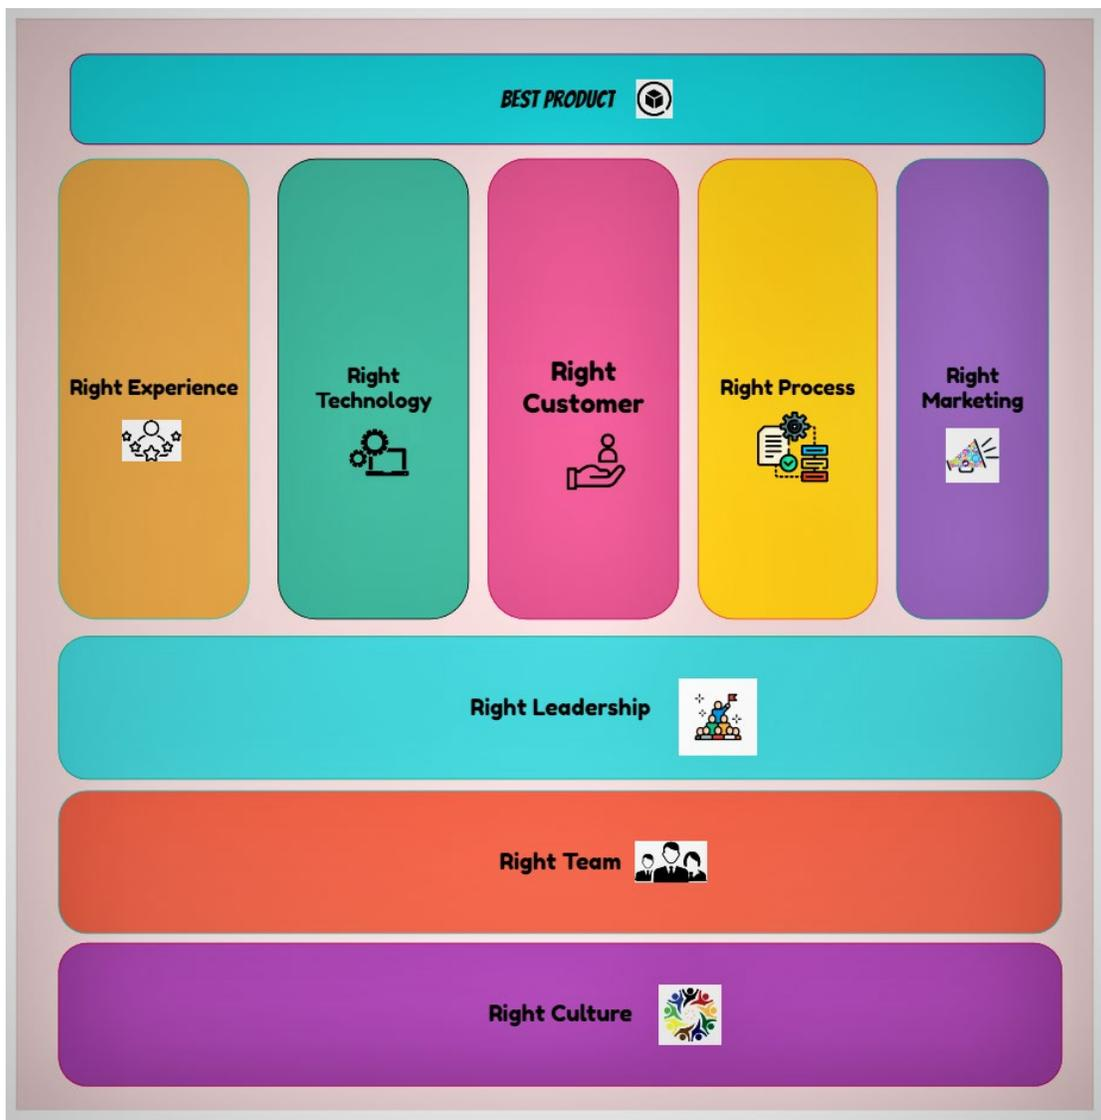 BEST PRODUCT
Right Experience
Right
Technology
Right
Customer
Right Process
Right
Marketing
Right Leadership
Right Team
Right Culture